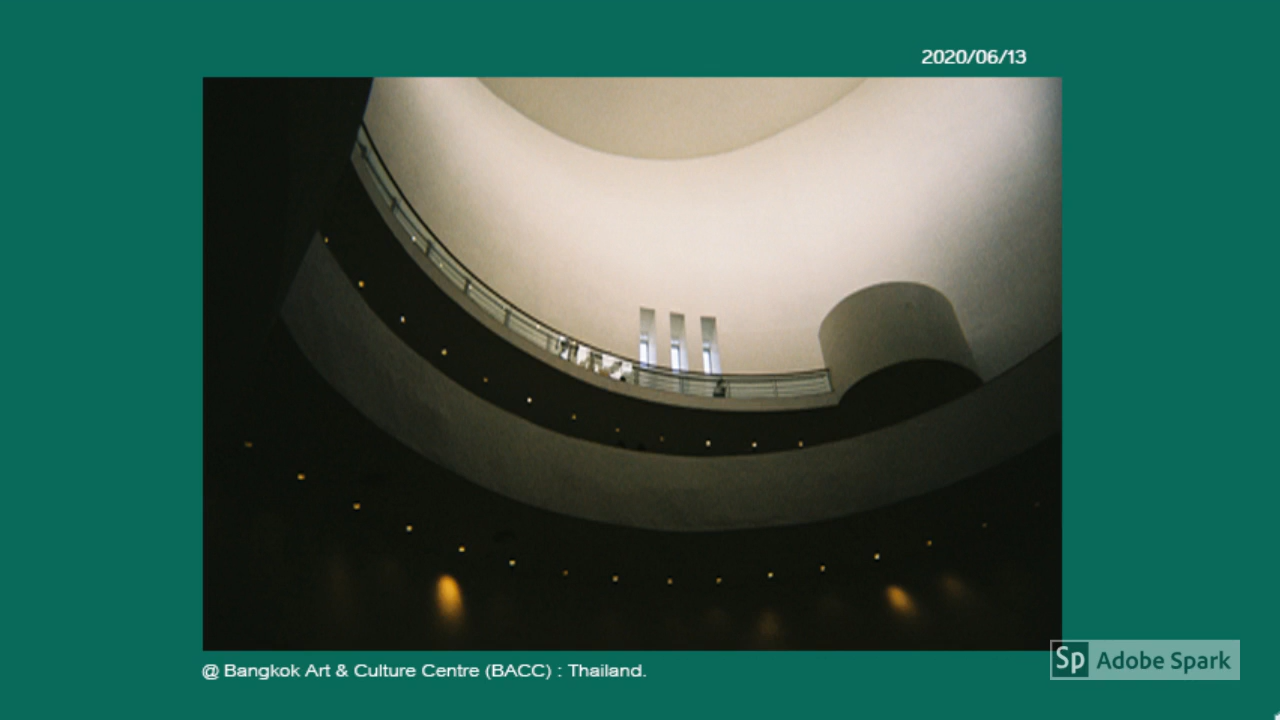 2020/06/13
@ Bangkok Art & Culture Centre (BACC) : Thailand.
Sp Adobe Spark